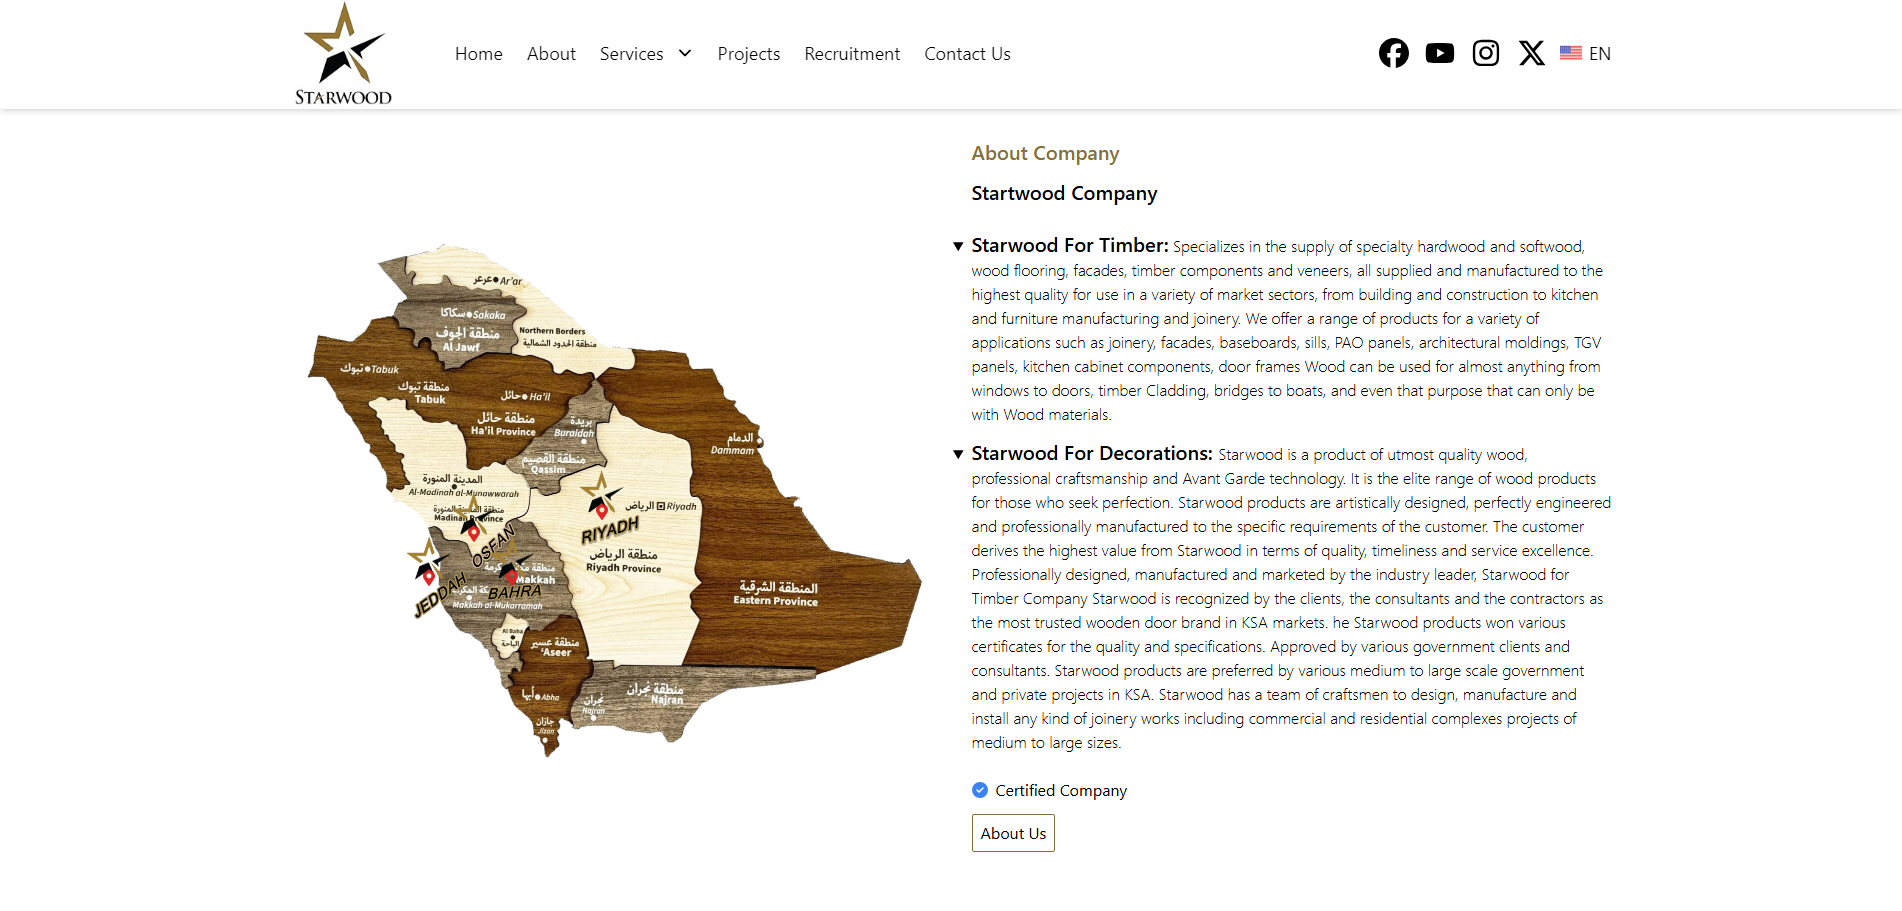 STARWOOD
Home
About
Services
Projects
Recruitment
Contact Us
EN
عرعر Ar'ar
سكاكا Sakaka
منطقة الجوف
Al Jawf
Northern Borders
منطقة الحدود الشمالية
تبوك Tabuk
منطقة تبوك
Tabuk
حائل Ha'il
منطقة حائل
Ha'il Province
بريدة
Buraidah
منطقة القصيم
Qassim
الدمام
Dammam
المدينة المنورة
Al-Madinah al-Munawwarah
Madinah Province
الرياض Riyadh
RIYADH
منطقة الرياض
Riyadh Province
OSFAN
JEDDAH
BAHRA
Makkah
Makkah al-Mukarramah
المنطقة الشرقية
Eastern Province
Al Baha
الباحة
منطقة عسير
'Aseer
أبها Abha
نجران
Najran
منطقة نجران
Najran
جازان
Jizan
About Company
Startwood Company
Starwood For Timber: Specializes in the supply of specialty hardwood and softwood,
wood flooring, facades, timber components and veneers, all supplied and manufactured to the
highest quality for use in a variety of market sectors, from building and construction to kitchen
and furniture manufacturing and joinery. We offer a range of products for a variety of
applications such as joinery, facades, baseboards, sills, PAO panels, architectural moldings, TGV
panels, kitchen cabinet components, door frames Wood can be used for almost anything from
windows to doors, timber Cladding, bridges to boats, and even that purpose that can only be
with Wood materials.
Starwood For Decorations: Starwood is a product of utmost quality wood,
professional craftsmanship and Avant Garde technology. It is the elite range of wood products
for those who seek perfection. Starwood products are artistically designed, perfectly engineered
and professionally manufactured to the specific requirements of the customer. The customer
derives the highest value from Starwood in terms of quality, timeliness and service excellence.
Professionally designed, manufactured and marketed by the industry leader, Starwood for
Timber Company Starwood is recognized by the clients, the consultants and the contractors as
the most trusted wooden door brand in KSA markets. he Starwood products won various
certificates for the quality and specifications. Approved by various government clients and
consultants. Starwood products are preferred by various medium to large scale government
and private projects in KSA. Starwood has a team of craftsmen to design, manufacture and
install any kind of joinery works including commercial and residential complexes projects of
medium to large sizes.
Certified Company
About Us